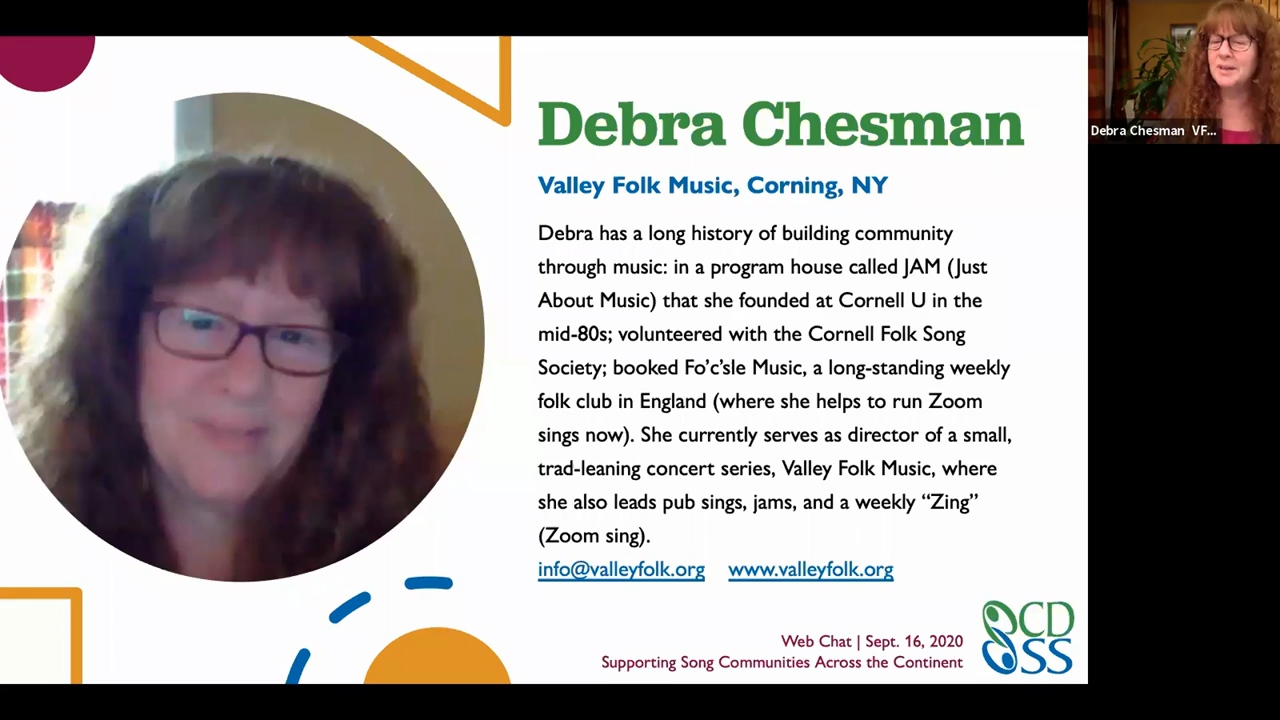 Debra Chesman
Valley Folk Music, Corning, NY
Debra has a long history of building community
through music: in a program house called JAM (Just
About Music) that she founded at Cornell U in the
mid-80s; volunteered with the Cornell Folk Song
Society; booked Fo’c’sle Music, a long-standing weekly
folk club in England (where she helps to run Zoom
sings now). She currently serves as director of a small,
trad-leaning concert series, Valley Folk Music, where
she also leads pub sings, jams, and a weekly “Zing”
(Zoom sing).
info@valleyfolk.org www.valleyfolk.org
Web Chat | Sept. 16, 2020
Supporting Song Communities Across the Continent
CD
SS
Debra Chesman VF...